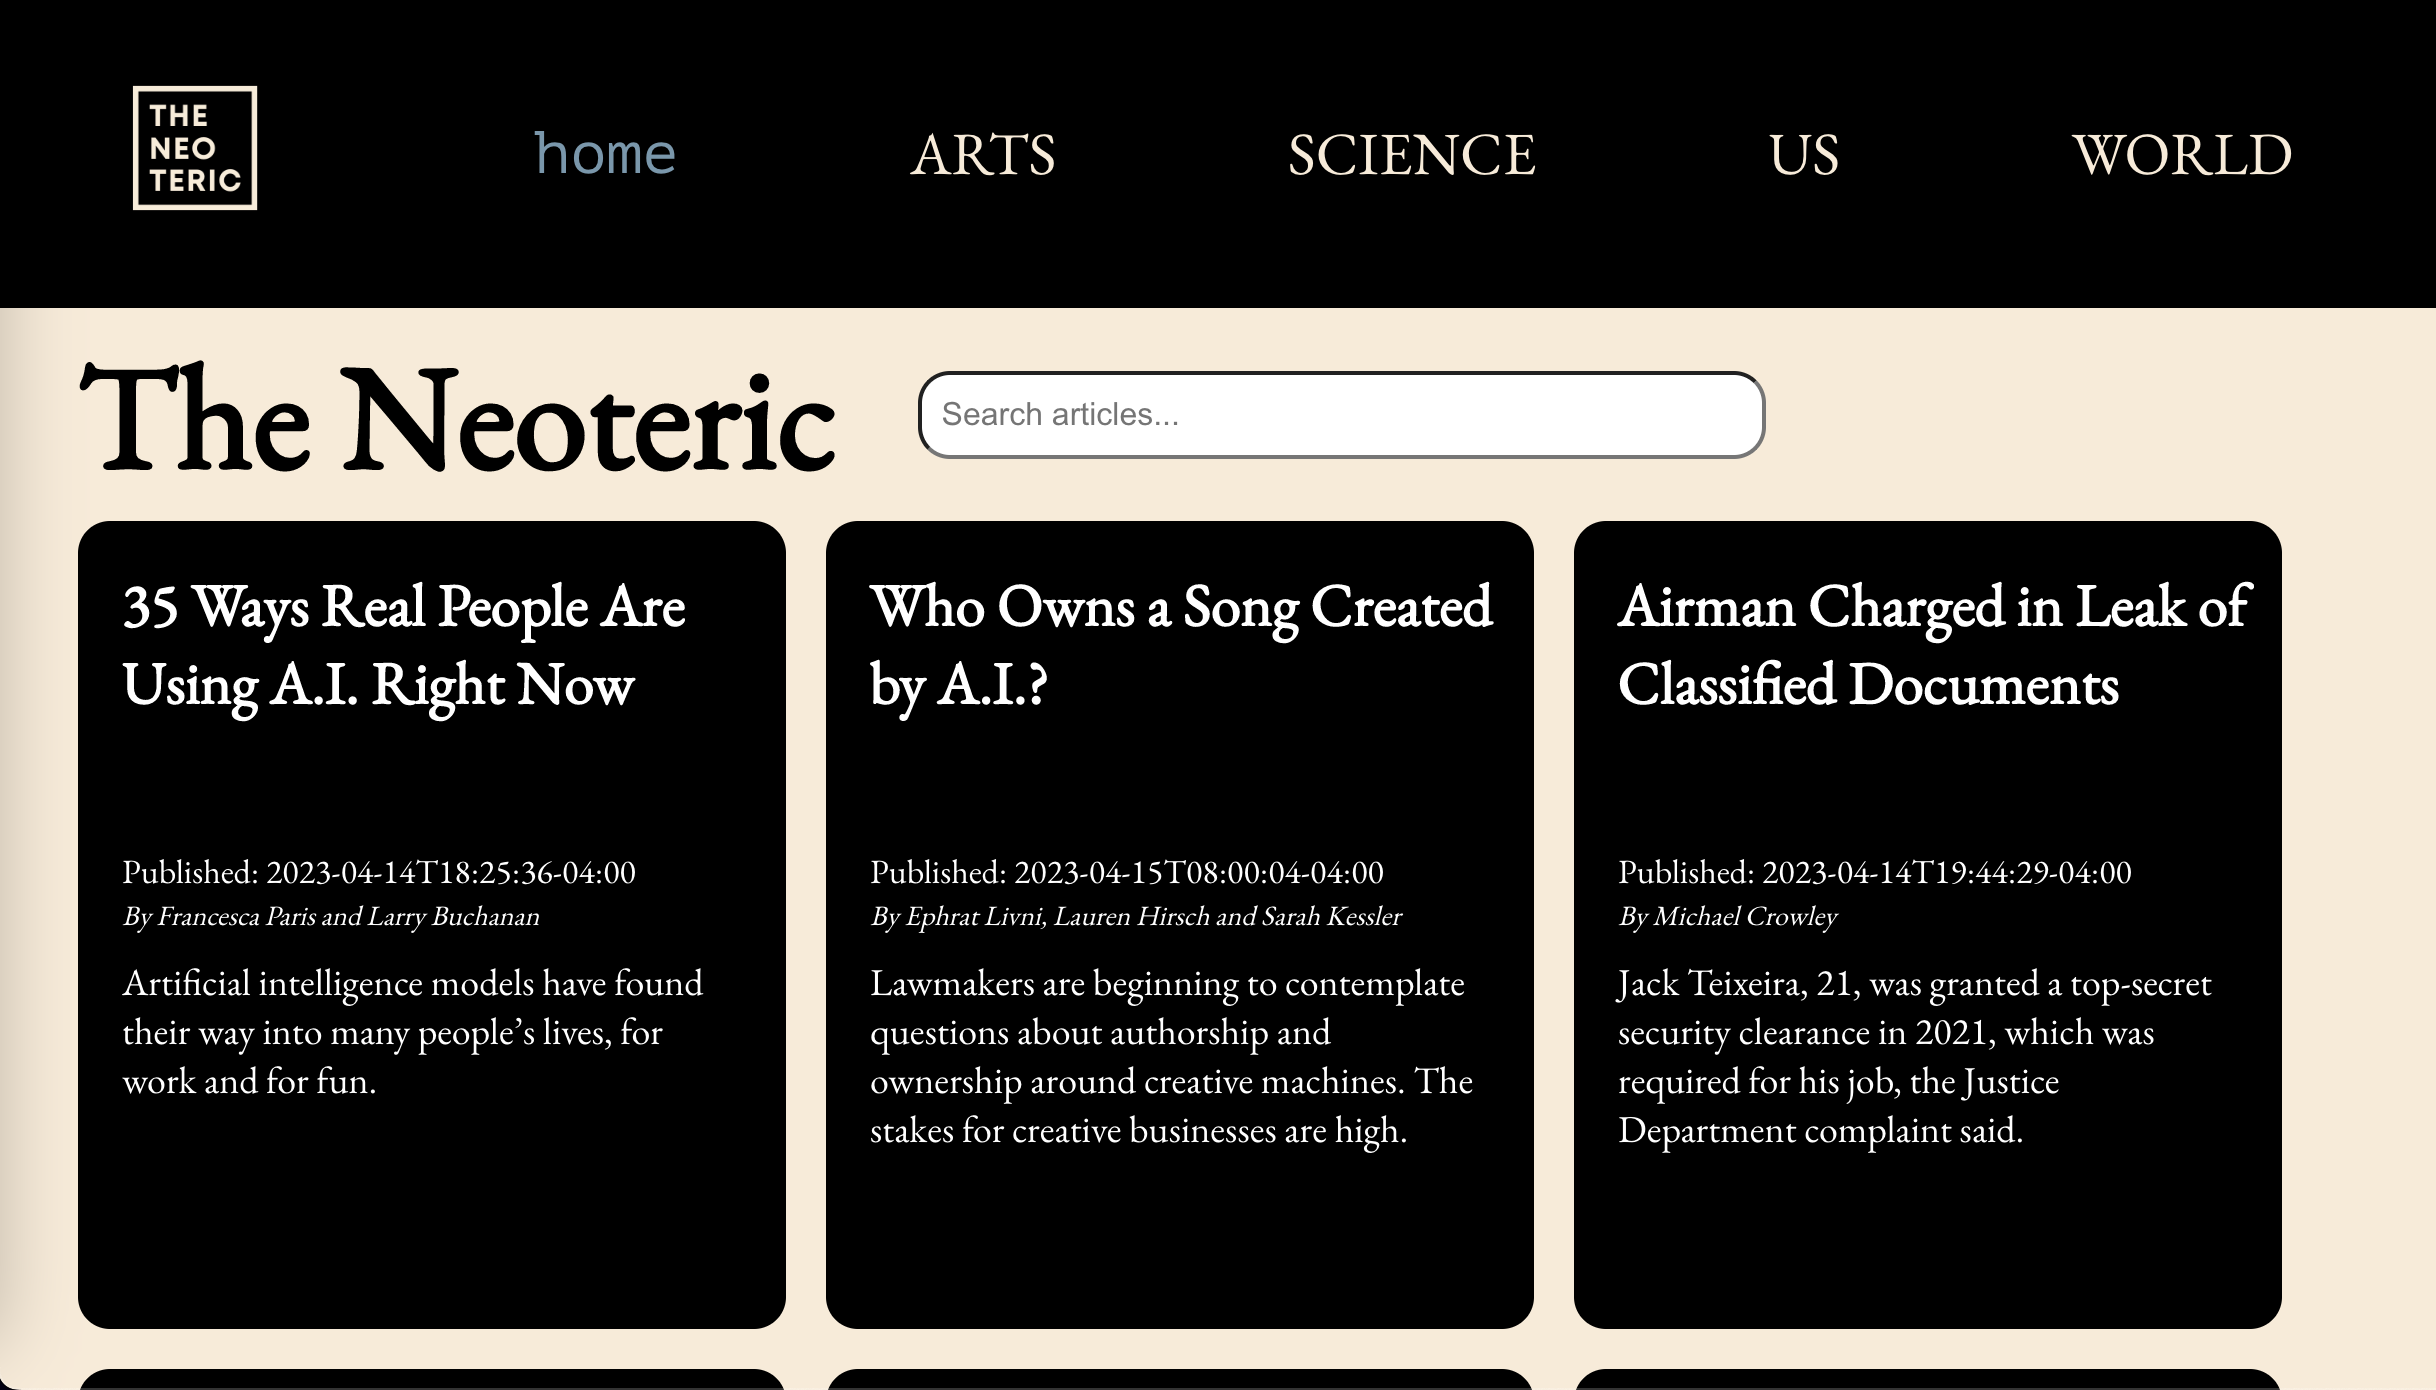 THE
NEO
TERIC
home
ARTS
SCIENCE
US
WORLD
The Neoteric
Search articles...
35 Ways Real People Are
Using A.I. Right Now
Published: 2023-04-14T18:25:36-04:00
By Francesca Paris and Larry Buchanan
Artificial intelligence models have found
their way into many people’s lives, for
work and for fun.
Who Owns a Song Created
by A.I.?
Published: 2023-04-15T08:00:04-04:00
By Ephrat Livni, Lauren Hirsch and Sarah Kessler
Lawmakers are beginning to contemplate
questions about authorship and
ownership around creative machines. The
stakes for creative businesses are high.
Airman Charged in Leak of
Classified Documents
Published: 2023-04-14T19:44:29-04:00
By Michael Crowley
Jack Teixeira, 21, was granted a top-secret
security clearance in 2021, which was
required for his job, the Justice
Department complaint said.